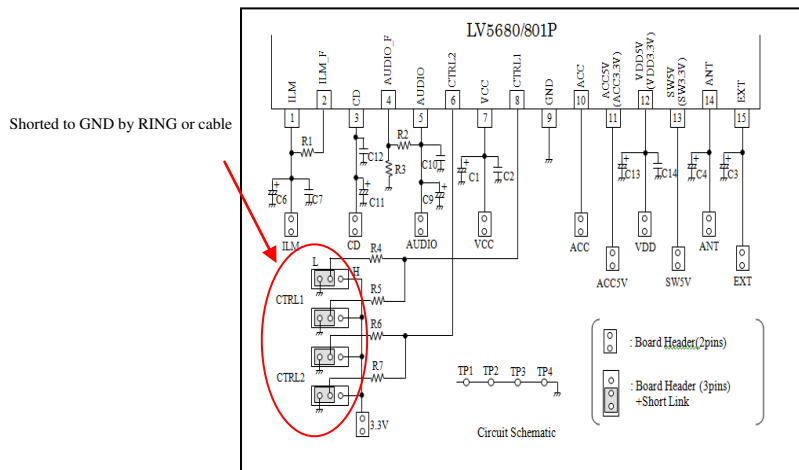 LV5680/801P
ILM
ILM_F
CD
AUDIO_F
AUDIO
CTRL2
VCC
CTRL1
GND
ACC
ACC5V
(ACC3.3V)
VDD5V
(VDD3.3V)
SW5V
(SW3.3V)
ANT
EXT
1 2 3 4 5 6 7 8 9 10 11 12 13 14 15
Shorted to GND by RING or cable
R1
C12
R2
C10
R3
C1
C2
C13
C14
C4
C3
C6
C7
C11
C9
ILM
CD
AUDIO
VCC
ACC
VDD
ANT
ACC5V
SW5V
EXT
L
H
R4
CTRL1
R5
R6
CTRL2
R7
3.3V
TP1 TP2 TP3 TP4
Circuit Schematic
: Board Header(2pins)
: Board Header (3pins)
+Short Link